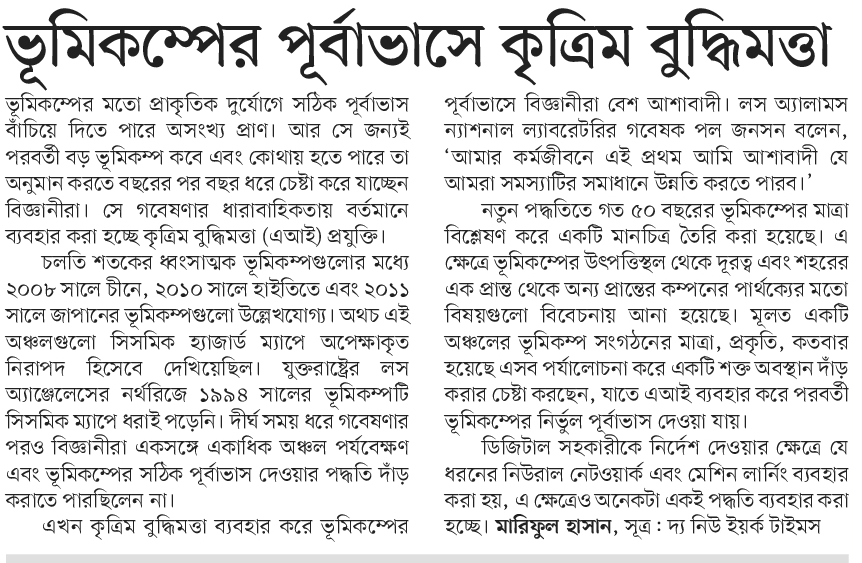 ভূমিকম্পের পূর্বাভাসে কৃত্রিম বুদ্ধিমত্তা
ভূমিকম্পের মতো প্রাকৃতিক দুর্যোগে সঠিক পূর্বাভাস
বাঁচিয়ে দিতে পারে অসংখ্য প্রাণ। আর সে জন্যই
পরবর্তী বড় ভূমিকম্প কবে এবং কোথায় হতে পারে তা
অনুমান করতে বছরের পর বছর ধরে চেষ্টা করে যাচ্ছেন
বিজ্ঞানীরা। সে গবেষণার ধারাবাহিকতায় বর্তমানে
ব্যবহার করা হচ্ছে কৃত্রিম বুদ্ধিমত্তা (এআই) প্রযুক্তি।
চলতি শতকের ধ্বংসাত্মক ভূমিকম্পগুলোর মধ্যে
২০০৮ সালে চীনে, ২০১০ সালে হাইতিতে এবং ২০১১
সালে জাপানের ভূমিকম্পগুলো উল্লেখযোগ্য। অথচ এই
অঞ্চলগুলো সিসমিক হ্যাজার্ড ম্যাপে অপেক্ষাকৃত
নিরাপদ হিসেবে দেখিয়েছিল। যুক্তরাষ্ট্রের লস
অ্যাঞ্জেলেসের নর্থরিজে ১৯৯৪ সালের ভূমিকম্পটি
সিসমিক ম্যাপে ধরাই পড়েনি। দীর্ঘ সময় ধরে গবেষণার
পরও বিজ্ঞানীরা একসঙ্গে একাধিক অঞ্চল পর্যবেক্ষণ
এবং ভূমিকম্পের সঠিক পূর্বাভাস দেওয়ার পদ্ধতি দাঁড়
করাতে পারছিলেন না।
এখন কৃত্রিম বুদ্ধিমত্তা ব্যবহার করে ভূমিকম্পের
পূর্বাভাসে বিজ্ঞানীরা বেশ আশাবাদী। লস অ্যালামস
ন্যাশনাল ল্যাবরেটরির গবেষক পল জনসন বলেন,
‘আমার কর্মজীবনে এই প্রথম আমি আশাবাদী যে
আমরা সমস্যাটির সমাধানে উন্নতি করতে পারব।’
নতুন পদ্ধতিতে গত ৫০ বছরের ভূমিকম্পের মাত্রা
বিশ্লেষণ করে একটি মানচিত্র তৈরি করা হয়েছে। এ
ক্ষেত্রে ভূমিকম্পের উৎপত্তিস্থল থেকে দূরত্ব এবং শহরের
এক প্রান্ত থেকে অন্য প্রান্তের কম্পনের পার্থক্যের মতো
বিষয়গুলো বিবেচনায় আনা হয়েছে। মূলত একটি
অঞ্চলের ভূমিকম্প সংগঠনের মাত্রা, প্রকৃতি, কতবার
হয়েছে এসব পর্যালোচনা করে একটি শক্ত অবস্থান দাঁড়
করার চেষ্টা করছেন, যাতে এআই ব্যবহার করে পরবর্তী
ভূমিকম্পের নির্ভুল পূর্বাভাস দেওয়া যায়।
ডিজিটাল সহকারীকে নির্দেশ দেওয়ার ক্ষেত্রে যে
ধরনের নিউরাল নেটওয়ার্ক এবং মেশিন লার্নিং ব্যবহার
করা হয়, এ ক্ষেত্রেও অনেকটা একই পদ্ধতি ব্যবহার করা
হচ্ছে। মারিফুল হাসান, সূত্র : দ্য নিউ ইয়র্ক টাইমস